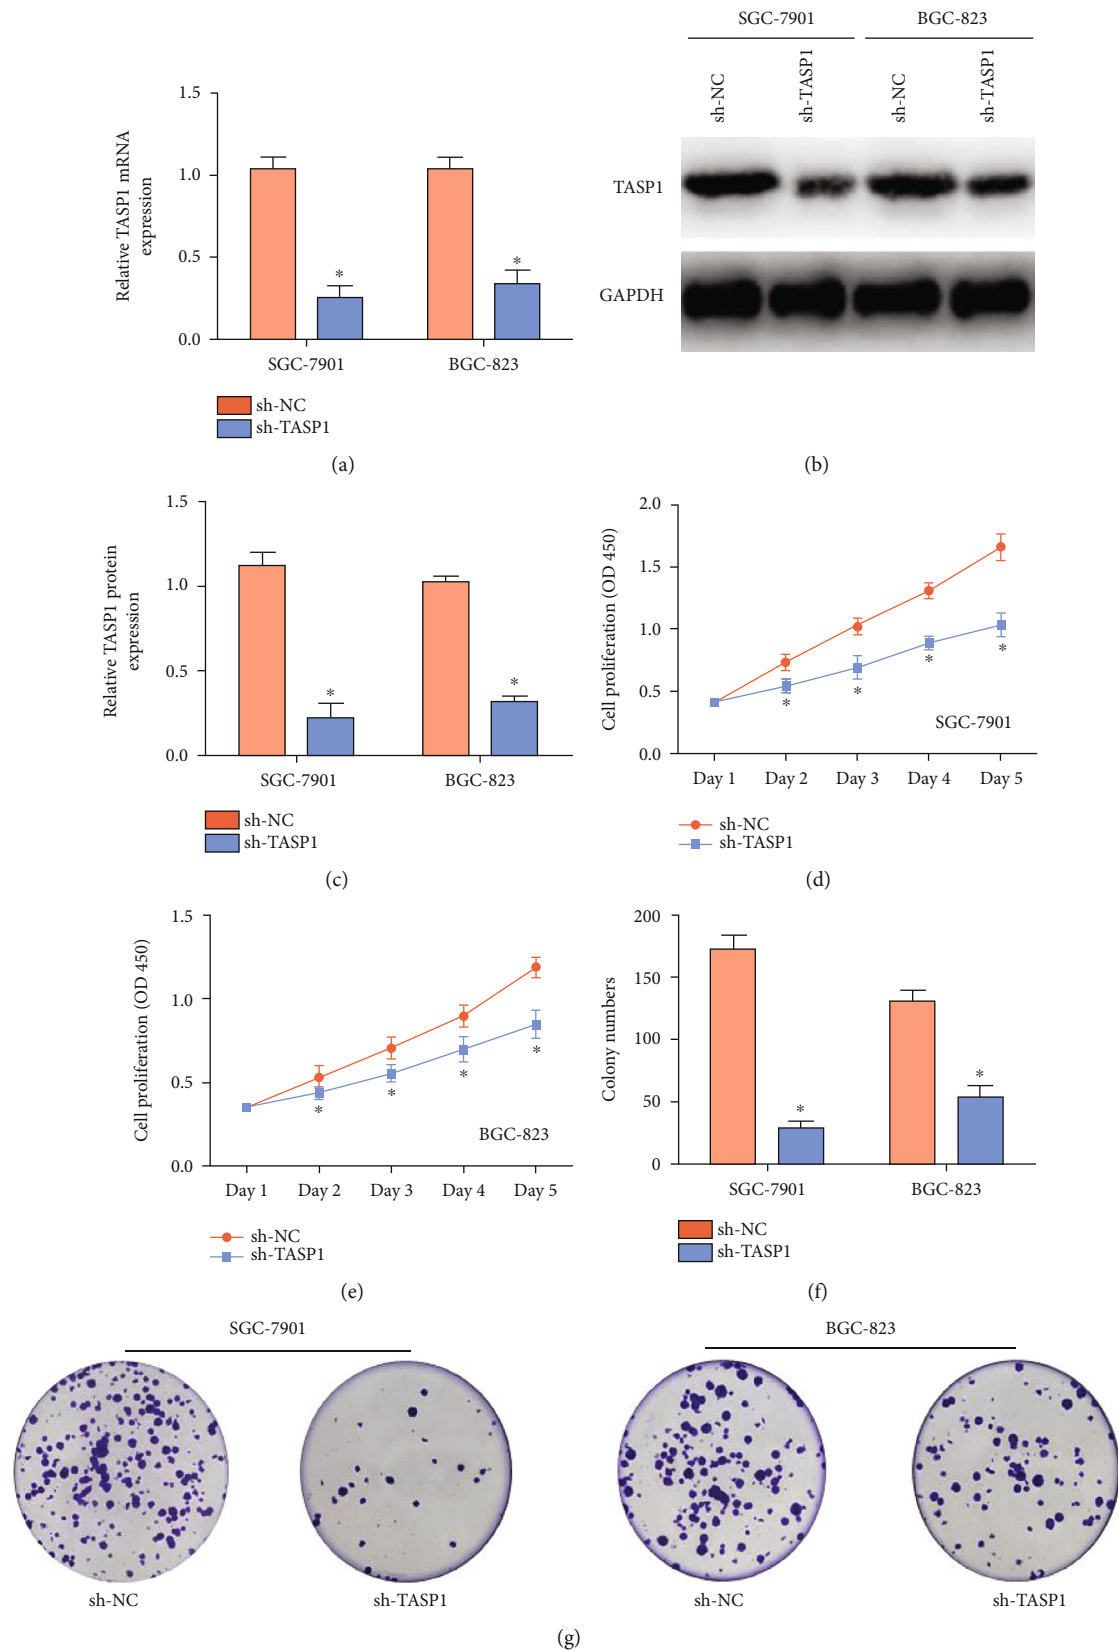 1.5
1.0
0.5
0.0
Relative TASP1 mRNA
expression
*
*
SGC-7901
BGC-823
sh-NC
sh-TASP1
(a)
SGC-7901
BGC-823
sh-NC
sh-TASP1
sh-NC
sh-TASP1
TASP1
GAPDH
(b)
1.5
1.0
0.5
0.0
Relative TASP1 protein
expression
*
*
SGC-7901
BGC-823
sh-NC
sh-TASP1
(c)
2.0
1.5
1.0
0.5
0.0
Cell proliferation (OD 450)
*
*
*
*
SGC-7901
Day 1
Day 2
Day 3
Day 4
Day 5
sh-NC
sh-TASP1
(d)
1.5
1.0
0.5
0.0
Cell proliferation (OD 450)
*
*
*
*
BGC-823
Day 1
Day 2
Day 3
Day 4
Day 5
sh-NC
sh-TASP1
(e)
200
150
100
50
0
Colony numbers
*
*
SGC-7901
BGC-823
sh-NC
sh-TASP1
(f)
SGC-7901
BGC-823
sh-NC
sh-TASP1
sh-NC
sh-TASP1
(g)